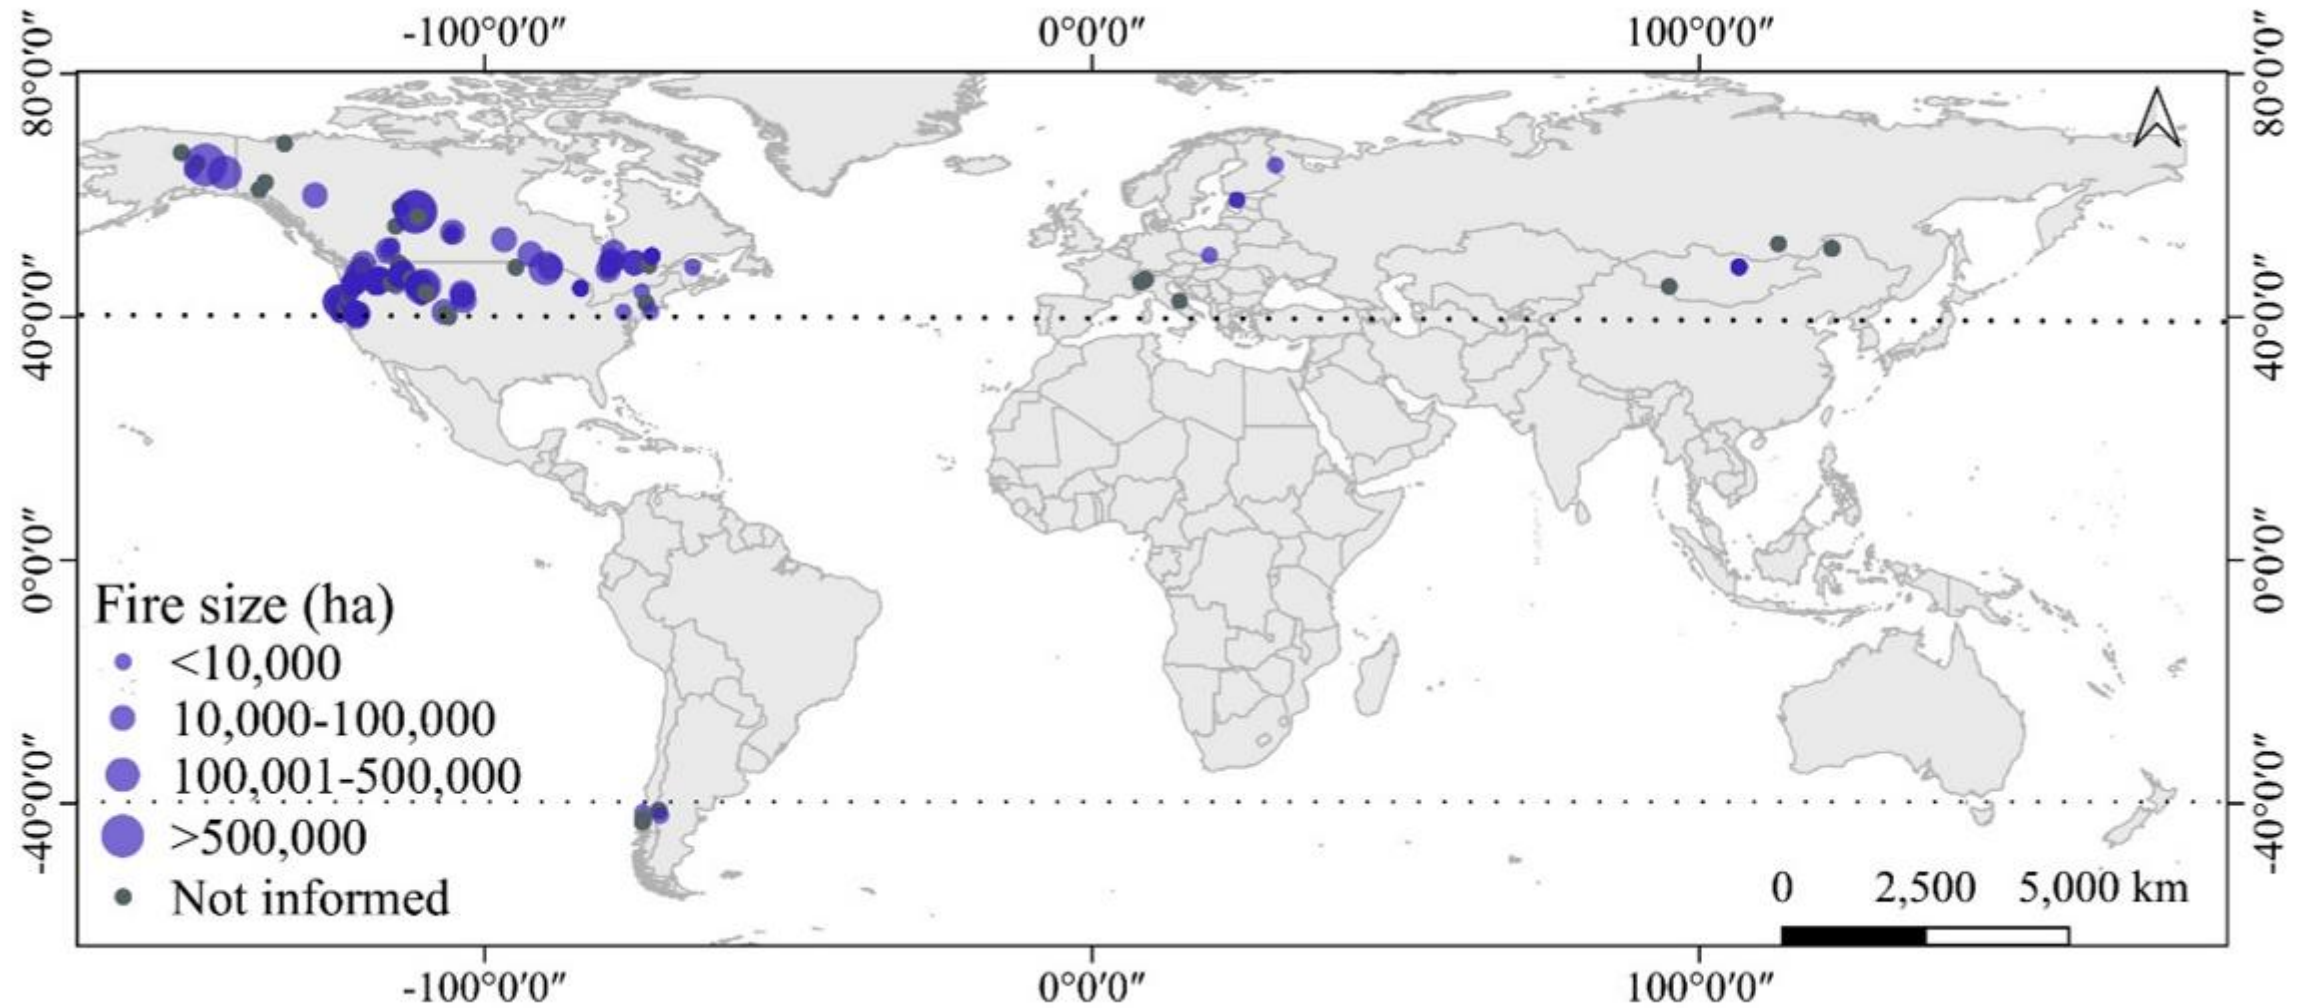 -100°0′0″ 0°0′0″ 100°0′0″
80°0′0″ 80°0′0″
40°0′0″ 40°0′0″
0°0′0″ 0°0′0″
-40°0′0″ -40°0′0″
Fire size (ha)
<10,000
10,000-100,000
100,001-500,000
>500,000
Not informed
0 2,500 5,000 km
-100°0′0″ 0°0′0″ 100°0′0″